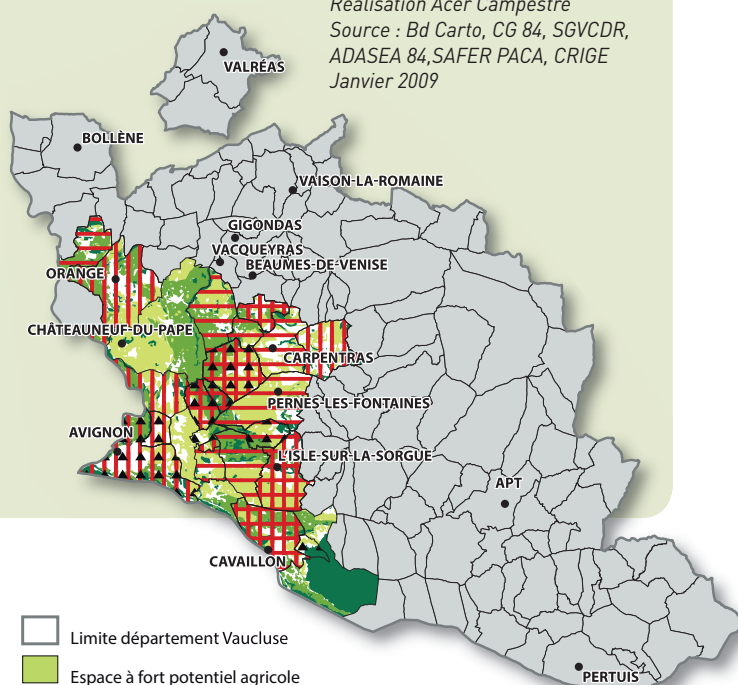 Réalisation Acer Campestre
Source : Bd Carto, CG 84, SGVCDR,
ADASEA 84,SAFER PACA, CRIGE
Janvier 2009
VALRÉAS
BOLLÈNE
VAISON-LA-ROMAINE
GIGONDAS
VACQUEYRAS
BEAUMES-DE-VENISE
ORANGE
CHÂTEAUNEUF-DU-PAPE
CARPENTRAS
PERNES-LES-FONTAINES
AVIGNON
L'ISLE-SUR-LA-SORGUE
APT
CAVAILLON
Limite département Vaucluse
Espace à fort potentiel agricole
PERTUIS